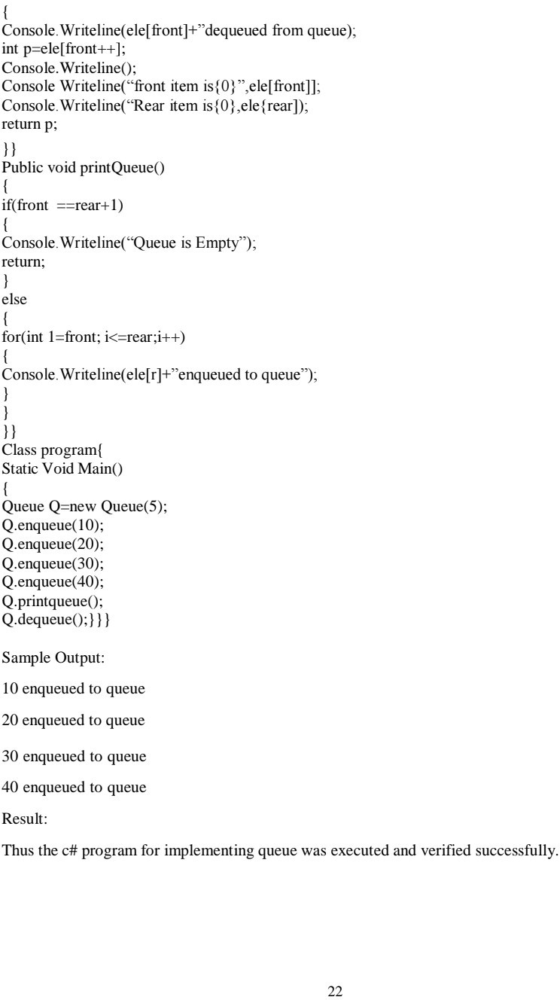 {
Console.Writeline(ele[front]+”dequeued from queue);
int p=ele[front++];
Console.Writeline();
Console Writeline(“front item is{0}”,ele[front]];
Console.Writeline(“Rear item is{0},ele{rear]);
return p;
}}
Public void printQueue()
{
if(front ==rear+1)
{
Console.Writeline(“Queue is Empty”);
return;
}
else
{
for(int 1=front; i<=rear;i++)
{
Console.Writeline(ele[r]+”enqueued to queue”);
}
}
}}
Class program{
Static Void Main()
{
Queue Q=new Queue(5);
Q.enqueue(10);
Q.enqueue(20);
Q.enqueue(30);
Q.enqueue(40);
Q.printqueue();
Q.dequeue();}}}
Sample Output:
10 enqueued to queue
20 enqueued to queue
30 enqueued to queue
40 enqueued to queue
Result:
Thus the c# program for implementing queue was executed and verified successfully.
22